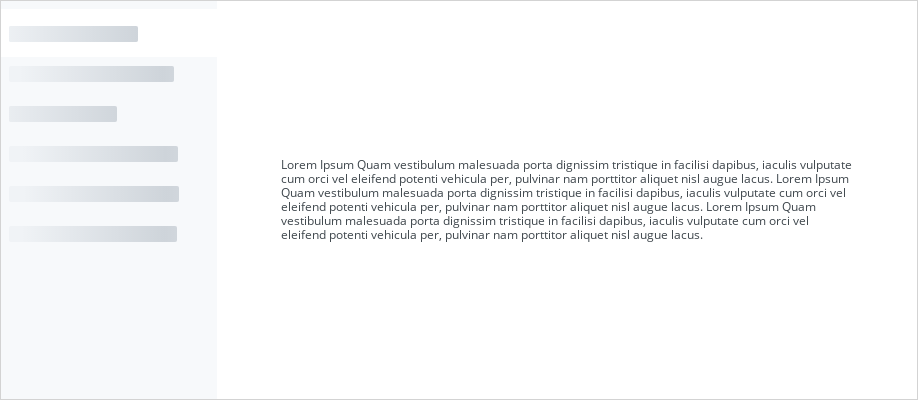 Lorem Ipsum Quam vestibulum malesuada porta dignissim tristique in facilisi dapibus, iaculis vulputate
cum orci vel eleifend potenti vehicula per, pulvinar nam porttitor aliquet nisl augue lacus. Lorem Ipsum
Quam vestibulum malesuada porta dignissim tristique in facilisi dapibus, iaculis vulputate cum orci vel
eleifend potenti vehicula per, pulvinar nam porttitor aliquet nisl augue lacus. Lorem Ipsum Quam
vestibulum malesuada porta dignissim tristique in facilisi dapibus, iaculis vulputate cum orci vel
eleifend potenti vehicula per, pulvinar nam porttitor aliquet nisl augue lacus.